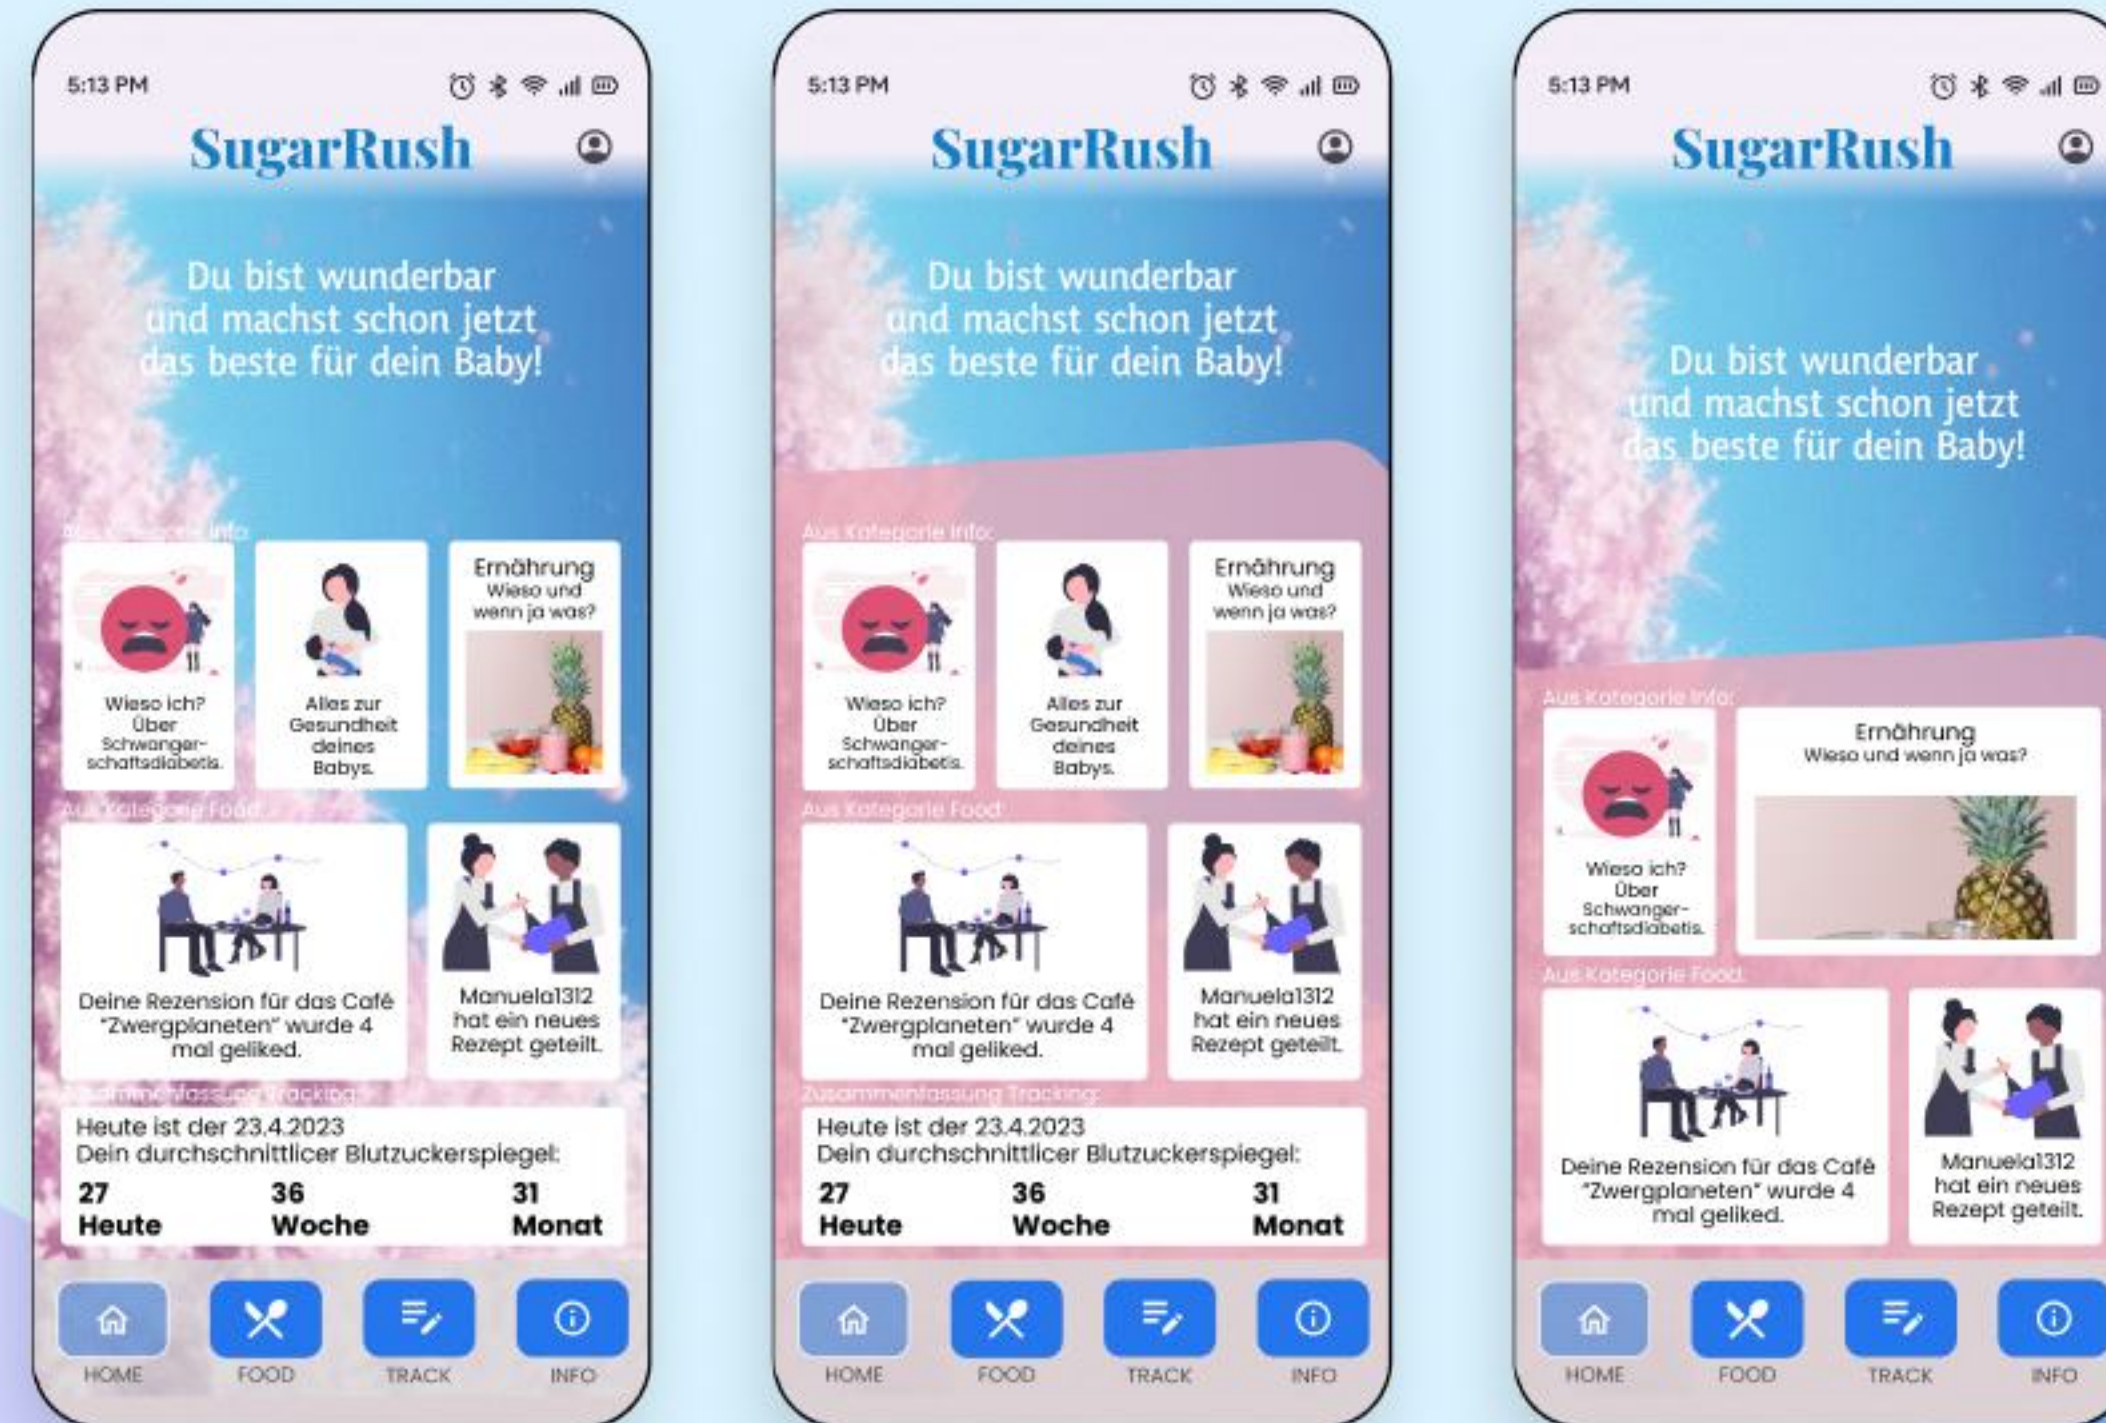 5:13 PM
SugarRush
Du bist wunderbar
und machst schon jetzt
das beste für dein Baby!
Aus Kategorie Info:
Wieso ich?
Über
Schwanger-
schaftsdiabetis.
Alles zur
Gesundheit
deines
Babys.
Ernährung
Wieso und
wenn ja was?
Aus Kategorie Food:
Deine Rezension für das Café
"Zwergplaneten" wurde 4
mal geliked.
Manuela1312
hat ein neues
Rezept geteilt.
Zusammenfassung Tracking:
Heute ist der 23.4.2023
Dein durchschnittlicer Blutzuckerspiegel:
27 36 31
Heute Woche Monat
HOME FOOD TRACK INFO
5:13 PM
SugarRush
Du bist wunderbar
und machst schon jetzt
das beste für dein Baby!
Aus Kategorie Info:
Wieso ich?
Über
Schwanger-
schaftsdiabetis.
Alles zur
Gesundheit
deines
Babys.
Ernährung
Wieso und
wenn ja was?
Aus Kategorie Food:
Deine Rezension für das Café
"Zwergplaneten" wurde 4
mal geliked.
Manuela1312
hat ein neues
Rezept geteilt.
Zusammenfassung Tracking:
Heute ist der 23.4.2023
Dein durchschnittlicer Blutzuckerspiegel:
27 36 31
Heute Woche Monat
HOME FOOD TRACK INFO
5:13 PM
SugarRush
Du bist wunderbar
und machst schon jetzt
das beste für dein Baby!
Aus Kategorie Info:
Wieso ich?
Über
Schwanger-
schaftsdiabetis.
Ernährung
Wieso und wenn ja was?
Aus Kategorie Food:
Deine Rezension für das Café
"Zwergplaneten" wurde 4
mal geliked.
Manuela1312
hat ein neues
Rezept geteilt.
HOME FOOD TRACK INFO